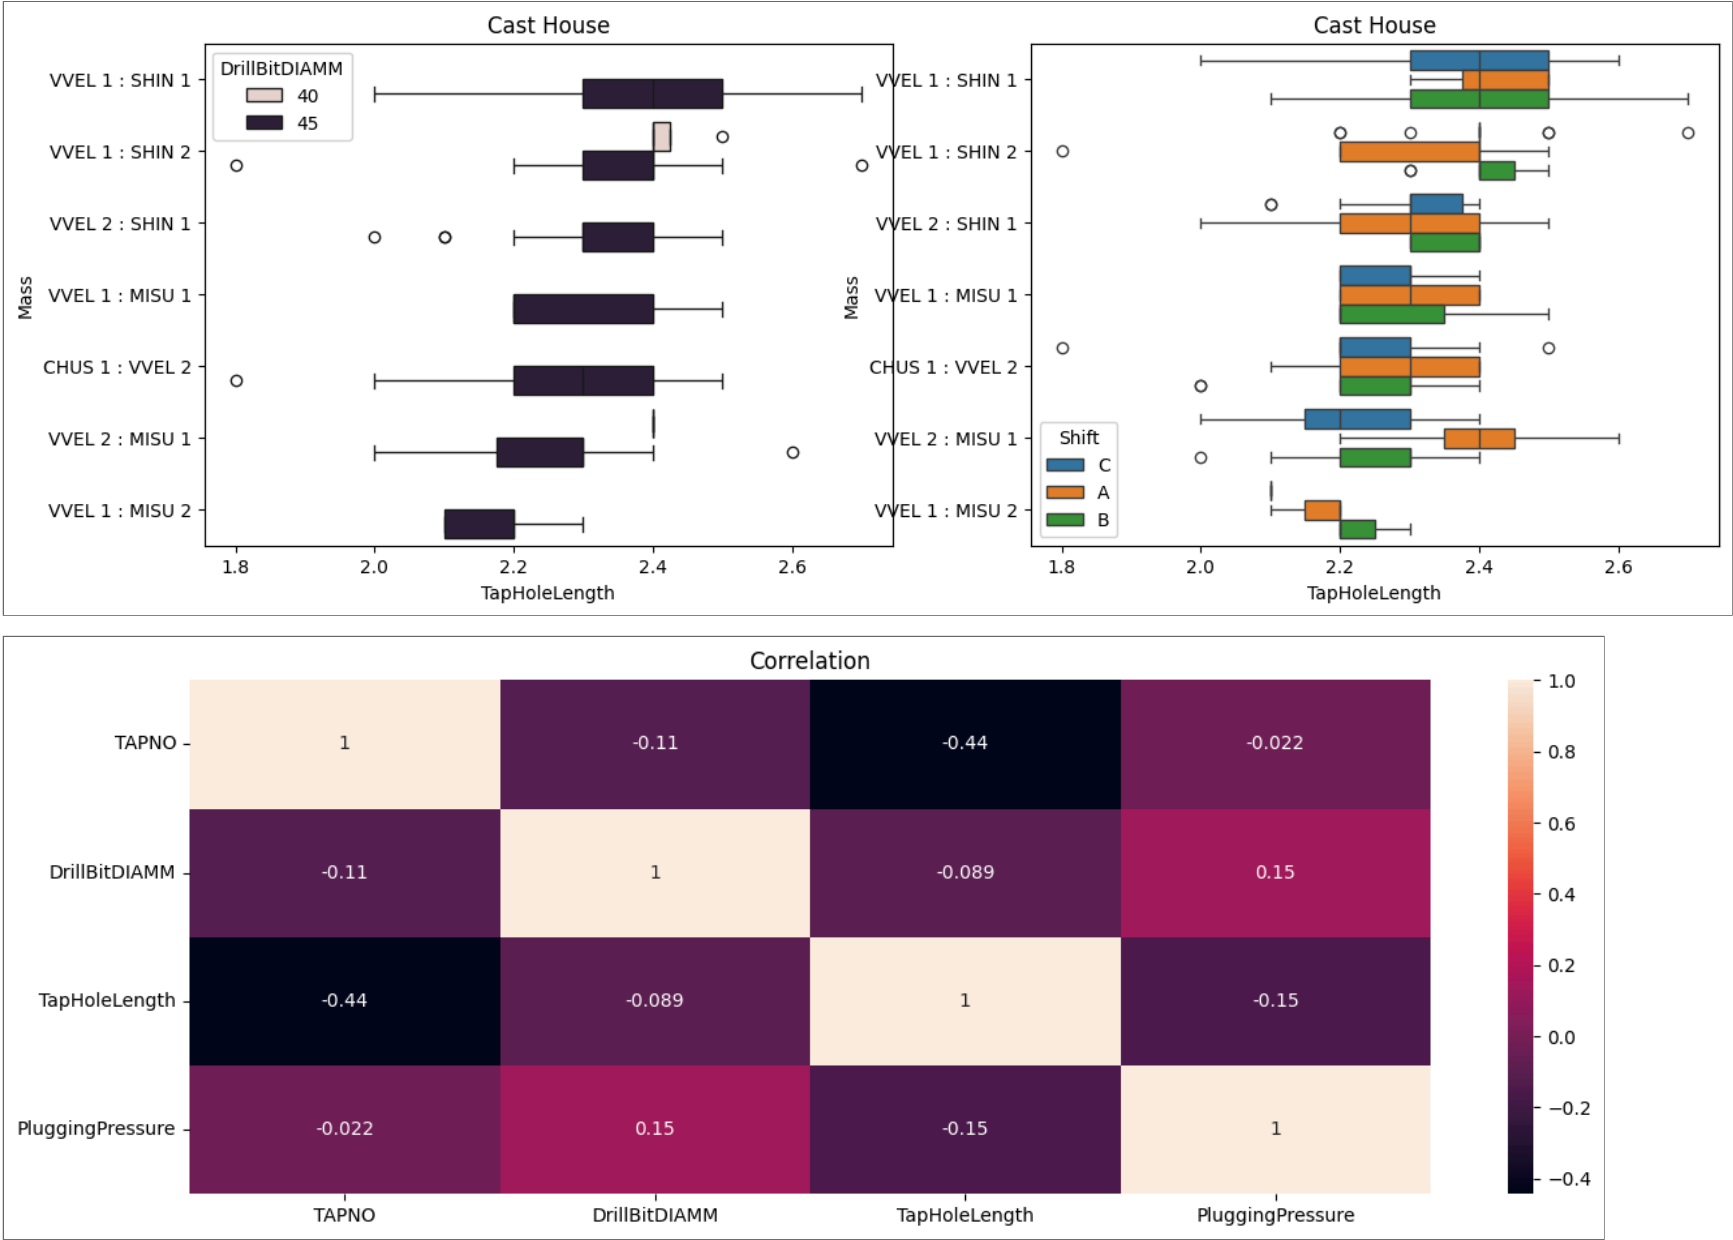 Cast House
DrillBitDIAMM
40
45
VVEL 1 : SHIN 1
VVEL 1 : SHIN 2
VVEL 2 : SHIN 1
VVEL 1 : MISU 1
CHUS 1 : VVEL 2
VVEL 2 : MISU 1
VVEL 1 : MISU 2
Mass
1.8 2.0 2.2 2.4 2.6
TapHoleLength
Cast House
VVEL 1 : SHIN 1
VVEL 1 : SHIN 2
VVEL 2 : SHIN 1
VVEL 1 : MISU 1
CHUS 1 : VVEL 2
VVEL 2 : MISU 1
VVEL 1 : MISU 2
Mass
Shift
C
A
B
1.8 2.0 2.2 2.4 2.6
TapHoleLength
Correlation
TAPNO 1 -0.11 -0.44 -0.022
DrillBitDIAMM -0.11 1 -0.089 0.15
TapHoleLength -0.44 -0.089 1 -0.15
PluggingPressure -0.022 0.15 -0.15 1
TAPNO DrillBitDIAMM TapHoleLength PluggingPressure
1.0
0.8
0.6
0.4
0.2
0.0
−0.2
−0.4